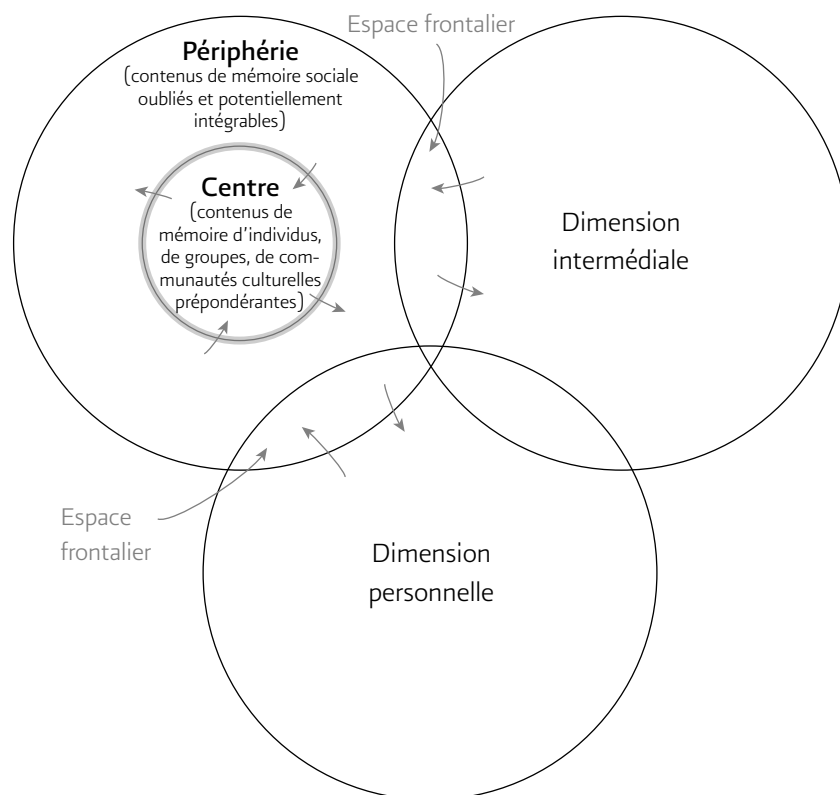 Espace frontalier
Périphérie
(contenus de mémoire sociale
oubliés et potentiellement
intégrables)
Centre
(contenus de
mémoire d'individus,
de groupes, de com-
munautés culturelles
prépondérantes)
Dimension
intermédiale
Espace
frontalier
Dimension
personnelle